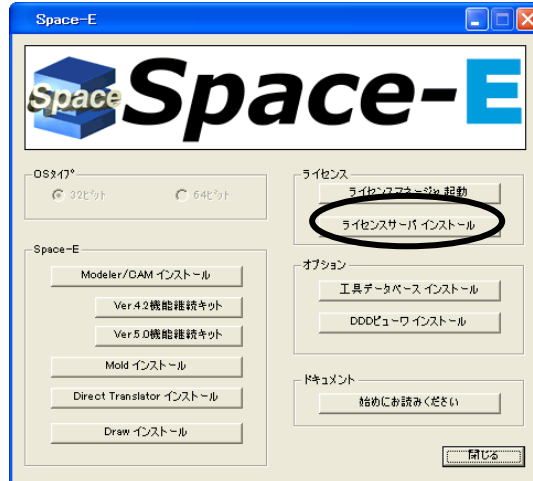 Space-E
Space Space-E
OSﾀｲﾌﾟ
32ﾋﾞｯﾄ
64ﾋﾞｯﾄ
Space-E
Modeler/CAM インストール
Ver.4.2機能継続キット
Ver.5.0機能継続キット
Mold インストール
Direct Translator インストール
Draw インストール
ライセンス
ライセンスマネージャ 起動
ライセンスサーバ インストール
オプション
工具データベース インストール
DDDビューワ インストール
ドキュメント
始めにお読みください
閉じる